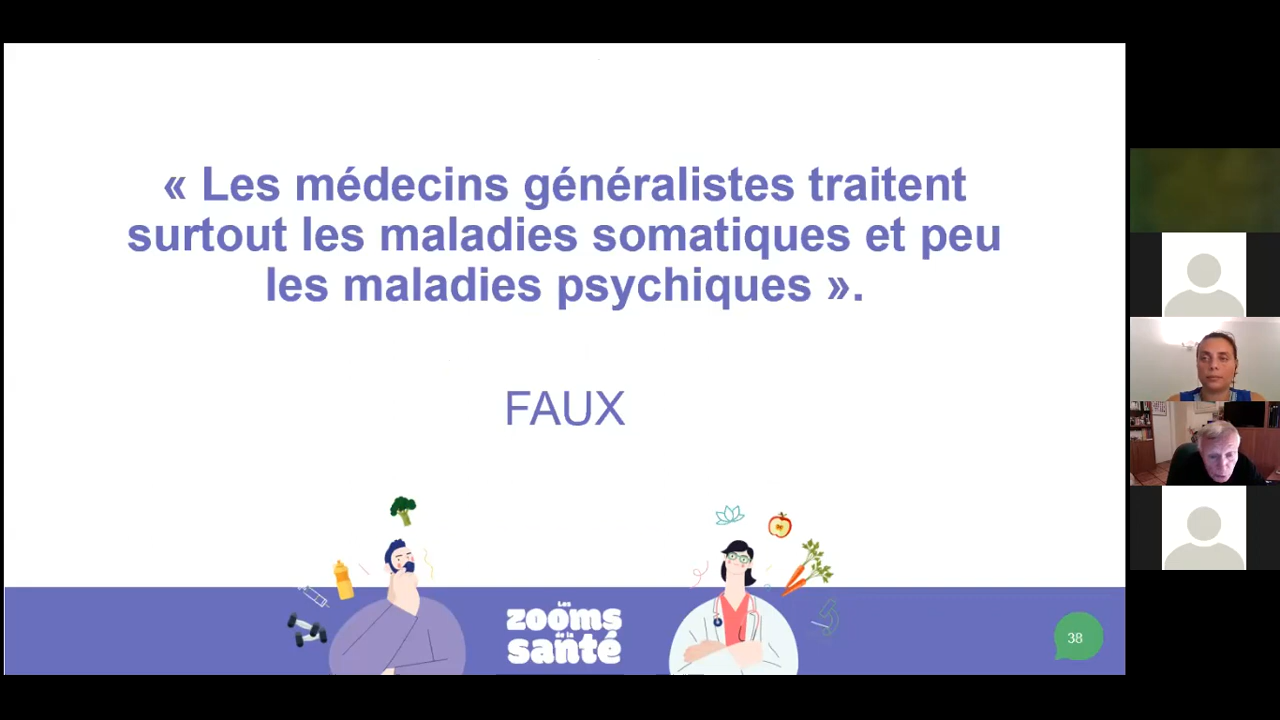 « Les médecins généralistes traitent
surtout les maladies somatiques et peu
les maladies psychiques ».
FAUX
Les
zooms
de la
santé
38